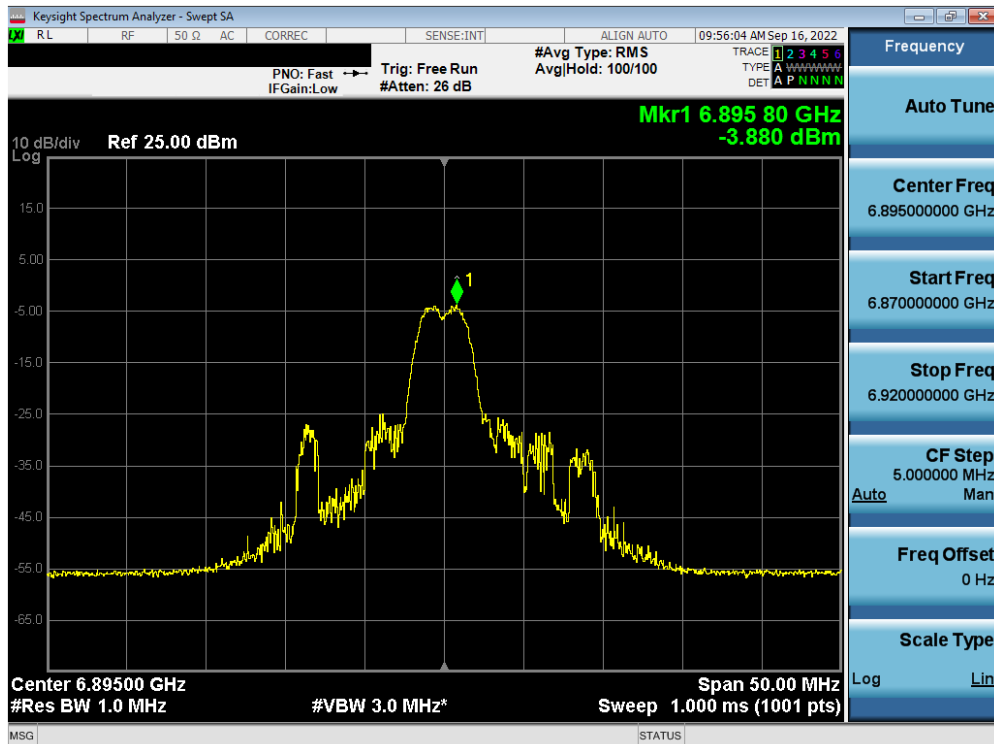 Keysight Spectrum Analyzer - Swept SA
LXI RL RF 50 Ω AC CORREC SENSE:INT ALIGN AUTO 09:56:04 AM Sep 16, 2022
PNO: Fast
IFGain:Low
Trig: Free Run
#Atten: 26 dB
#Avg Type: RMS
Avg|Hold: 100/100
TRACE 1 2 3 4 5 6
TYPE A WWWWW
DET A P N N N N
Mkr1 6.895 80 GHz
-3.880 dBm
10 dB/div Ref 25.00 dBm
Log
1
15.0
5.00
-5.00
-15.0
-25.0
-35.0
-45.0
-55.0
-65.0
Center 6.89500 GHz Span 50.00 MHz
#Res BW 1.0 MHz #VBW 3.0 MHz* Sweep 1.000 ms (1001 pts)
MSG STATUS
Frequency
Auto Tune
Center Freq
6.895000000 GHz
Start Freq
6.870000000 GHz
Stop Freq
6.920000000 GHz
CF Step
5.000000 MHz
Auto Man
Freq Offset
0 Hz
Scale Type
Log Lin